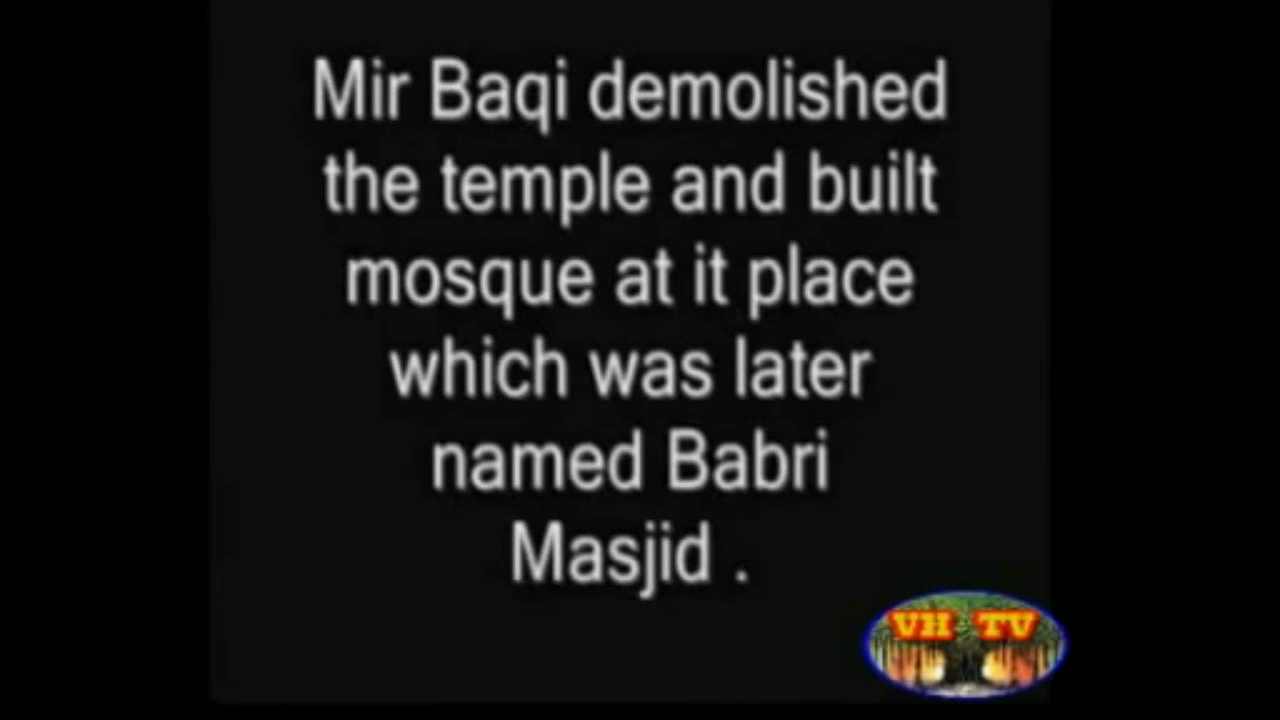 Mir Baqi demolished
the temple and built
mosque at it place
which was later
named Babri
Masjid .
VH TV